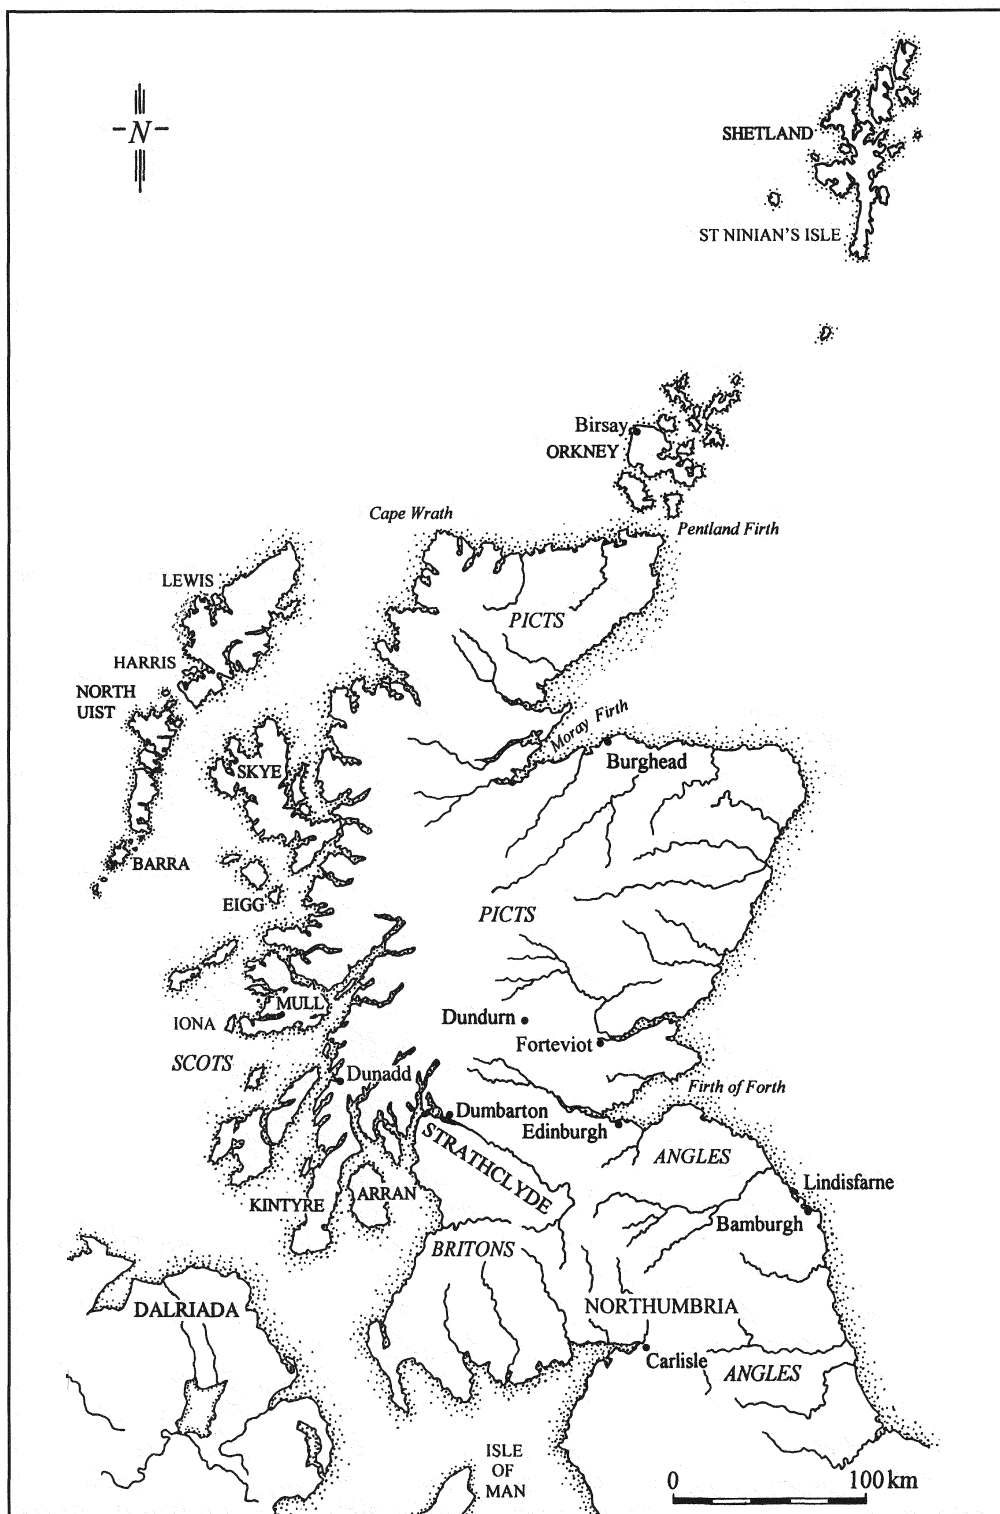 N
SHETLAND
ST NINIAN'S ISLE
Birsay
ORKNEY
Cape Wrath
Pentland Firth
LEWIS
PICTS
HARRIS
NORTH
UIST
Moray Firth
SKYE
Burghead
BARRA
EIGG
PICTS
MULL
IONA
Dundurn
Forteviot
SCOTS
Dunadd
Firth of Forth
Dumbarton
Edinburgh
STRATHCLYDE
ANGLES
Lindisfarne
KINTYRE
ARRAN
Bamburgh
BRITONS
DALRIADA
NORTHUMBRIA
Carlisle
ANGLES
ISLE
OF
MAN
0 100 km